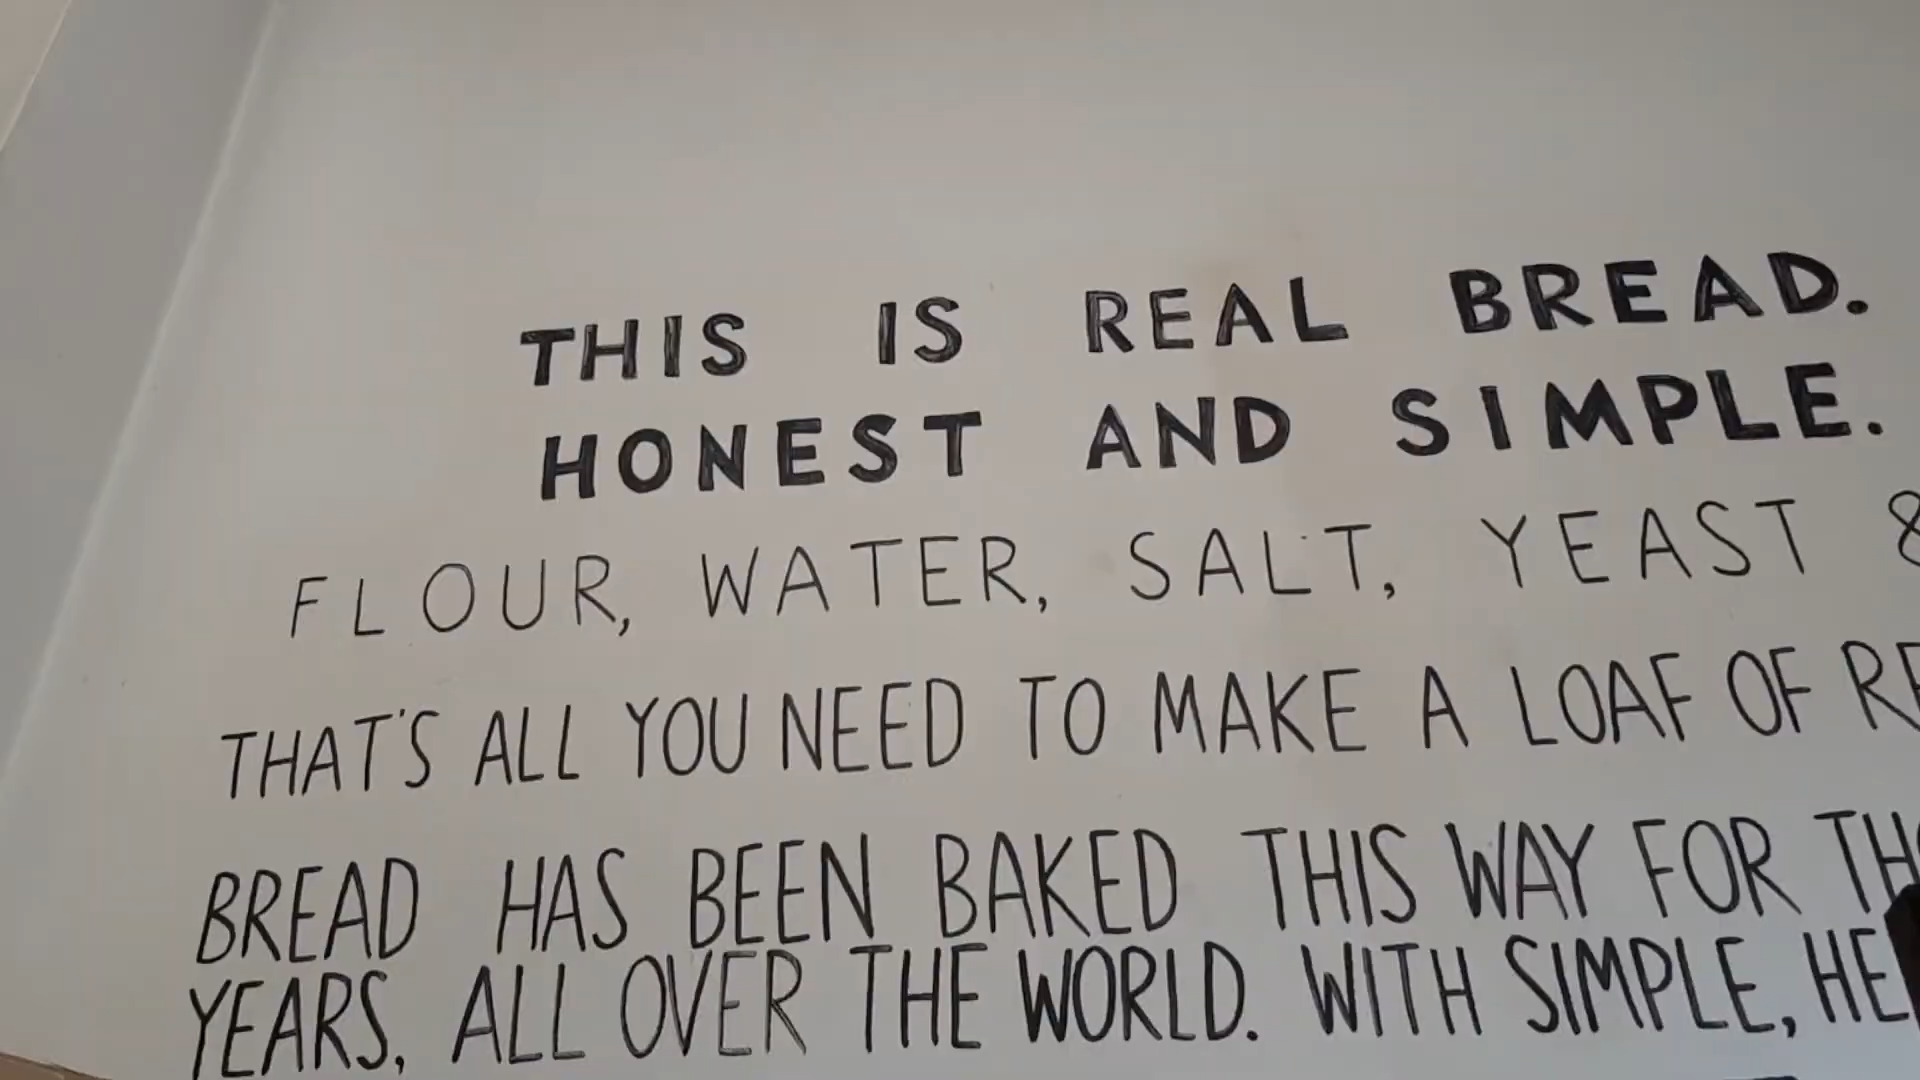 THIS IS REAL BREAD.
HONEST AND SIMPLE.
FLOUR, WATER, SALT, YEAST &
THAT'S ALL YOU NEED TO MAKE A LOAF OF
BREAD HAS BEEN BAKED THIS WAY FOR
YEARS, ALL OVER THE WORLD. WITH SIMPLE,